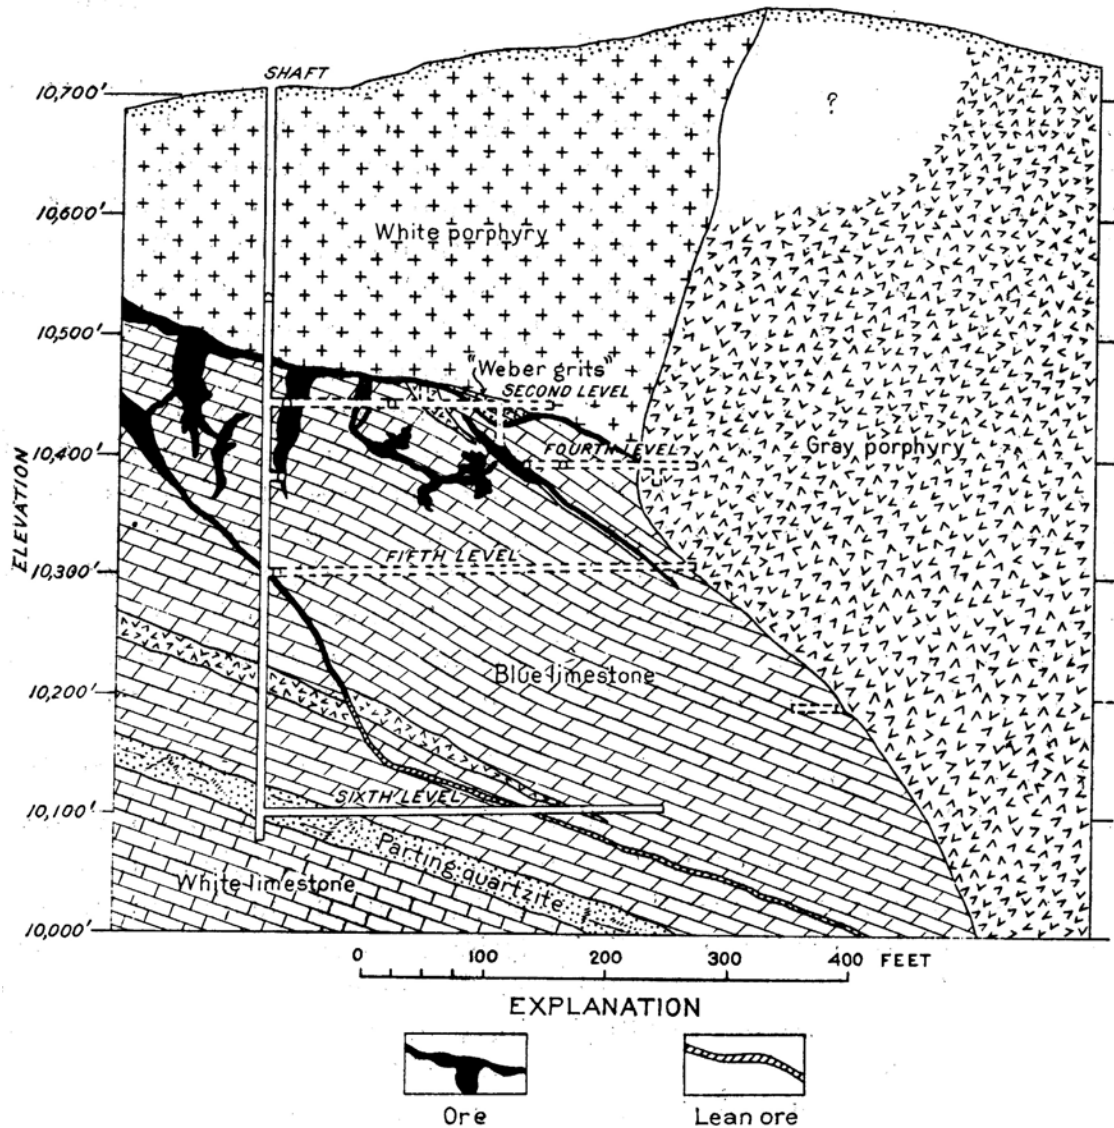 SHAFT
10,700'
?
10,600'
White porphyry
10,500'
"Weber grits"
SECOND LEVEL
10,400'
FOURTH LEVEL
Gray porphyry
ELEVATION
FIFTH LEVEL
10,300'
Blue limestone
10,200'
SIXTH LEVEL
10,100'
Parting quartzite
White limestone
10,000'
0 100 200 300 400 FEET
EXPLANATION
Ore Lean ore